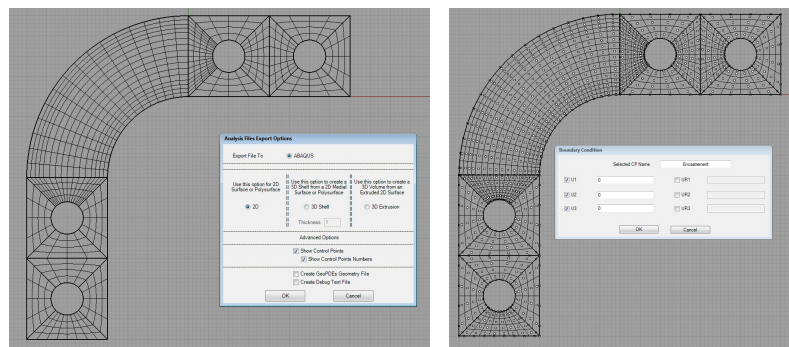 Analysis Files Export Options
Export File To
ABAQUS
Use this option for 2D
Surface or Polysurface
2D
Use this option to create a
3D Shell from a 2D Medial
Surface or Polysurface
3D Shell
Thickness 1
Use this option to create a
3D Volume from an
Extruded 2D Surface
3D Extrusion
Advanced Options
Show Control Points
Show Control Points Numbers
Create GeoPDEs Geometry File
Create Debug Text File
OK Cancel
Boundary Condition
Selected CP Name Encastrement
U1 0 UR1
U2 0 UR2
U3 0 UR3
OK Cancel